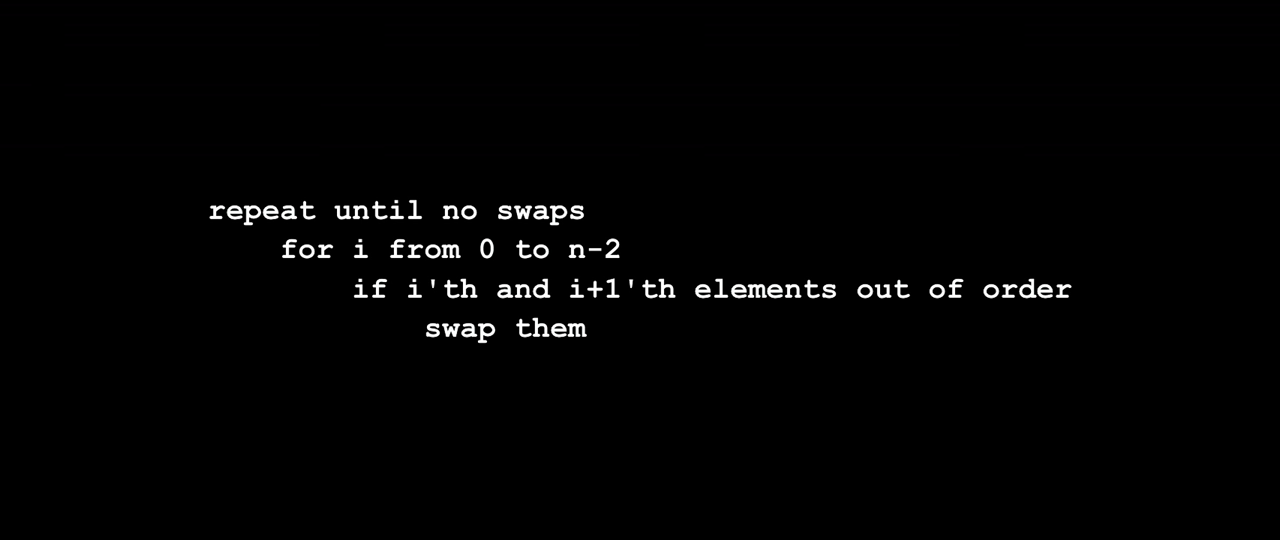 repeat until no swaps
for i from 0 to n-2
if i'th and i+1'th elements out of order
swap them